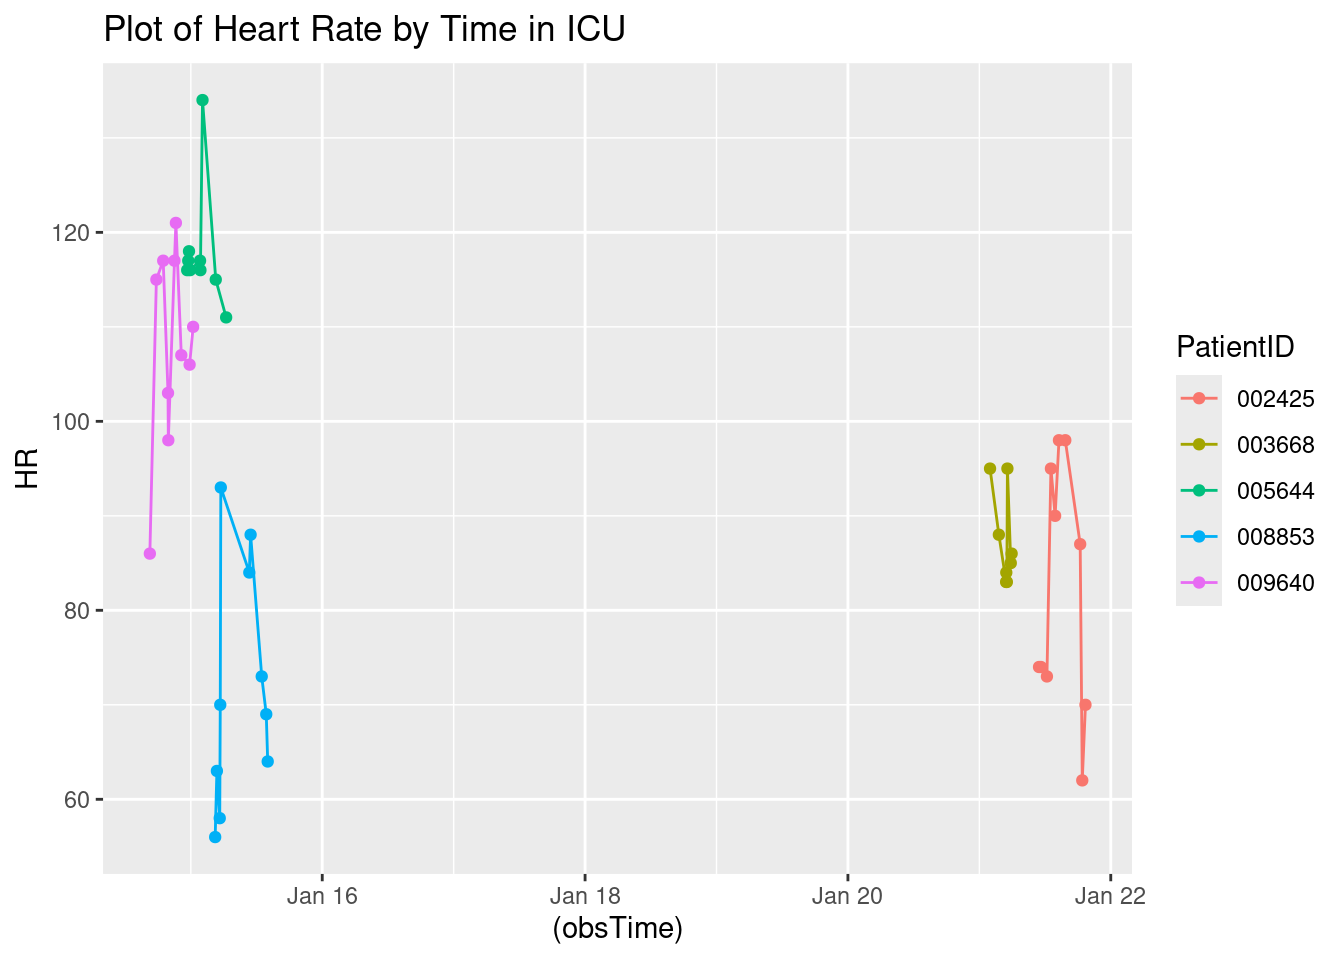 Plot of Heart Rate by Time in ICU
HR
120
100
80
60
Jan 16
Jan 18
Jan 20
Jan 22
(obsTime)
PatientID
002425
003668
005644
008853
009640